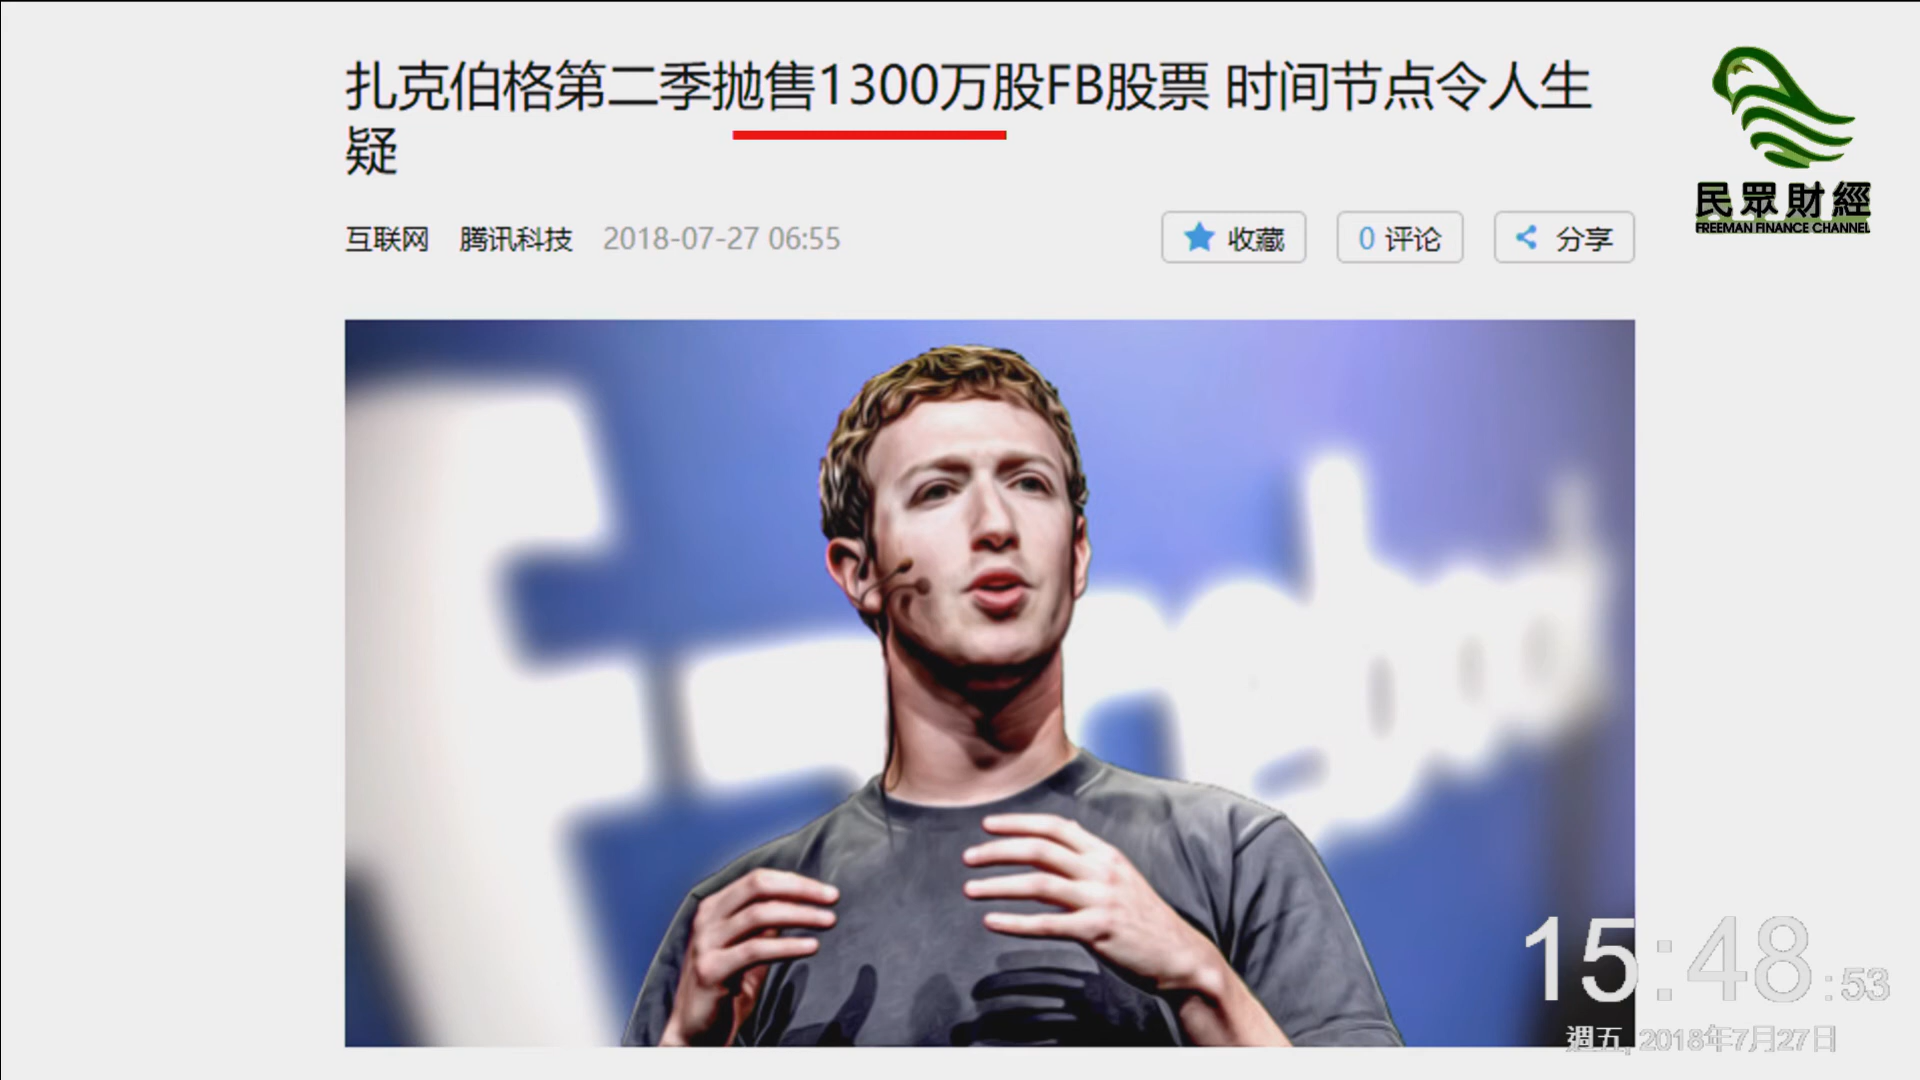 扎克伯格第二季抛售1300万股FB股票 时间节点令人生
疑
民眾財經
FREEMAN FINANCE CHANNEL
互联网 腾讯科技 2018-07-27 06:55
收藏
0 评论
分享
15:48:53
週五, 2018年7月27日